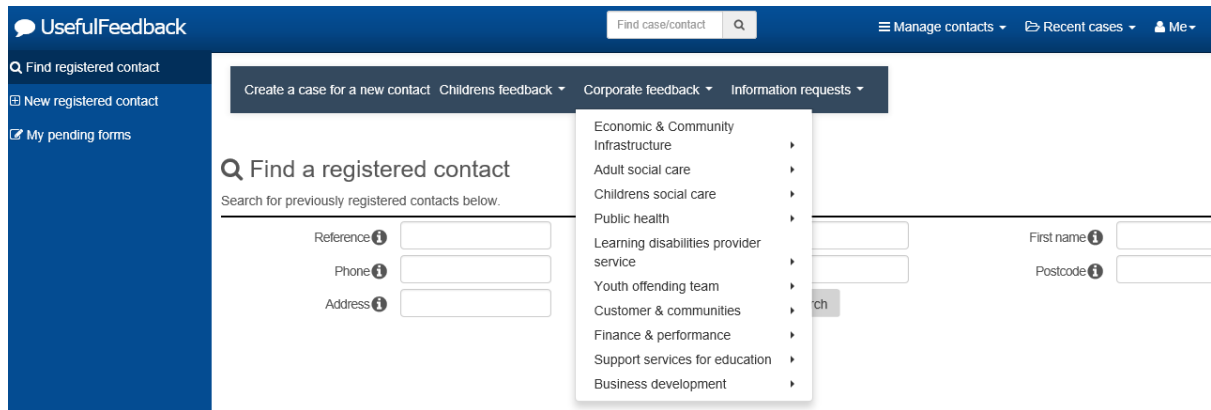 UsefulFeedback
Find case/contact
Manage contacts
Recent cases
Me
Find registered contact
New registered contact
My pending forms
Create a case for a new contact
Childrens feedback
Corporate feedback
Information requests
Economic & Community
Infrastructure
Adult social care
Childrens social care
Public health
Learning disabilities provider
service
Youth offending team
Customer & communities
Finance & performance
Support services for education
Business development
Find a registered contact
Search for previously registered contacts below.
Reference
First name
Phone
Postcode
Address
rch